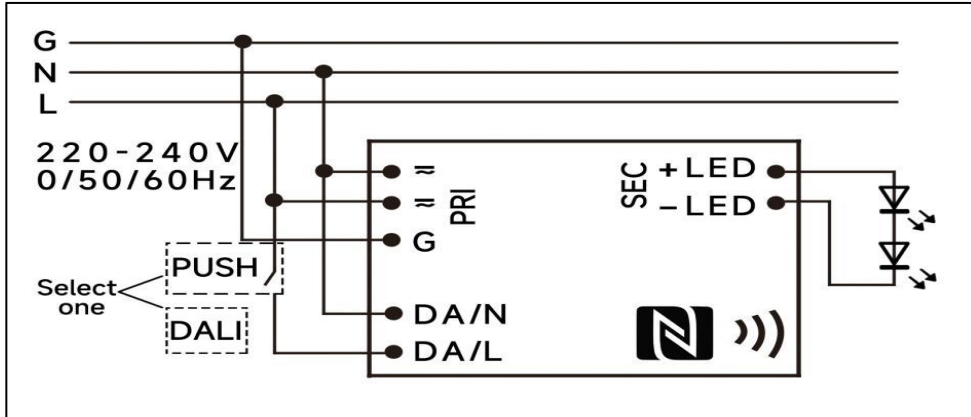 G
N
L
220-240V
0/50/60Hz
PUSH
Select
one
DALI
≂
≂
PRI
G
DA/N
DA/L
SEC
+LED
-LED